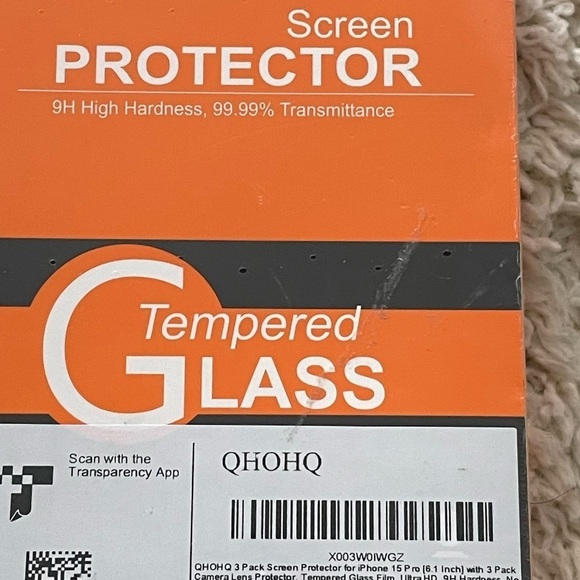 Screen
PROTECTOR
9H High Hardness, 99.99% Transmittance
Tempered
GLASS
Scan with the
Transparency App
QHOHQ
X003W0IWGZ
QHOHQ 3 Pack Screen Protector for iPhone 15 Pro [6.1 Inch] with 3 Pack
Camera Lens Protector, Tempered Glass Film, Ultra HD, 9H Hardness, No